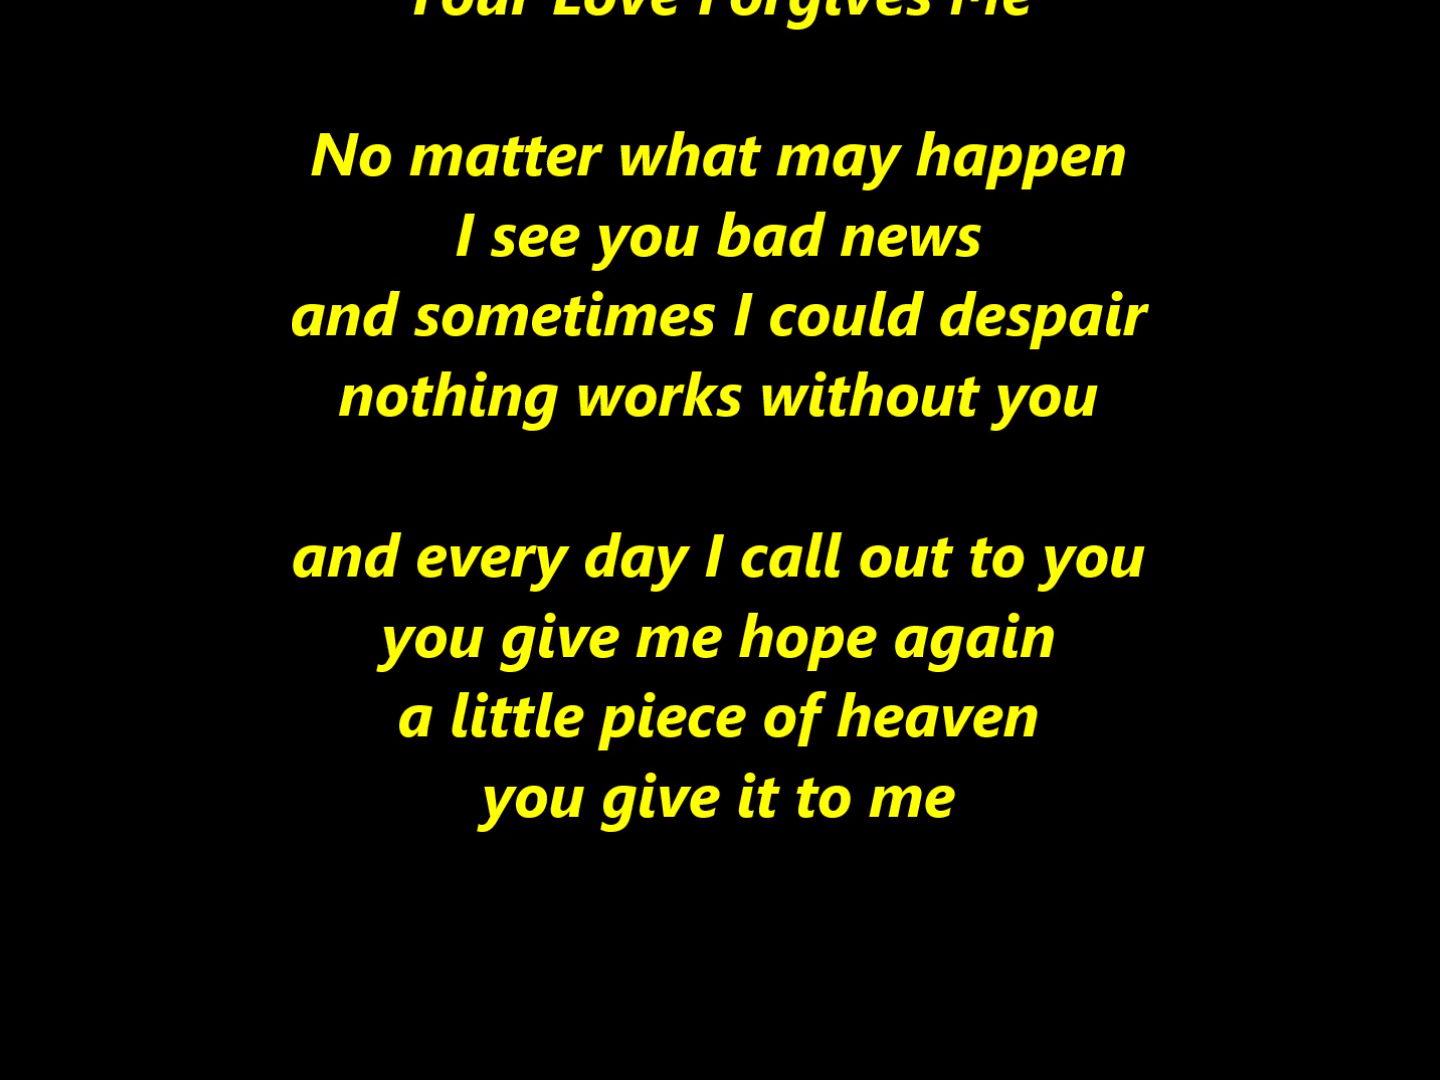 Your Love Forgives Me
No matter what may happen
I see you bad news
and sometimes I could despair
nothing works without you
and every day I call out to you
you give me hope again
a little piece of heaven
you give it to me